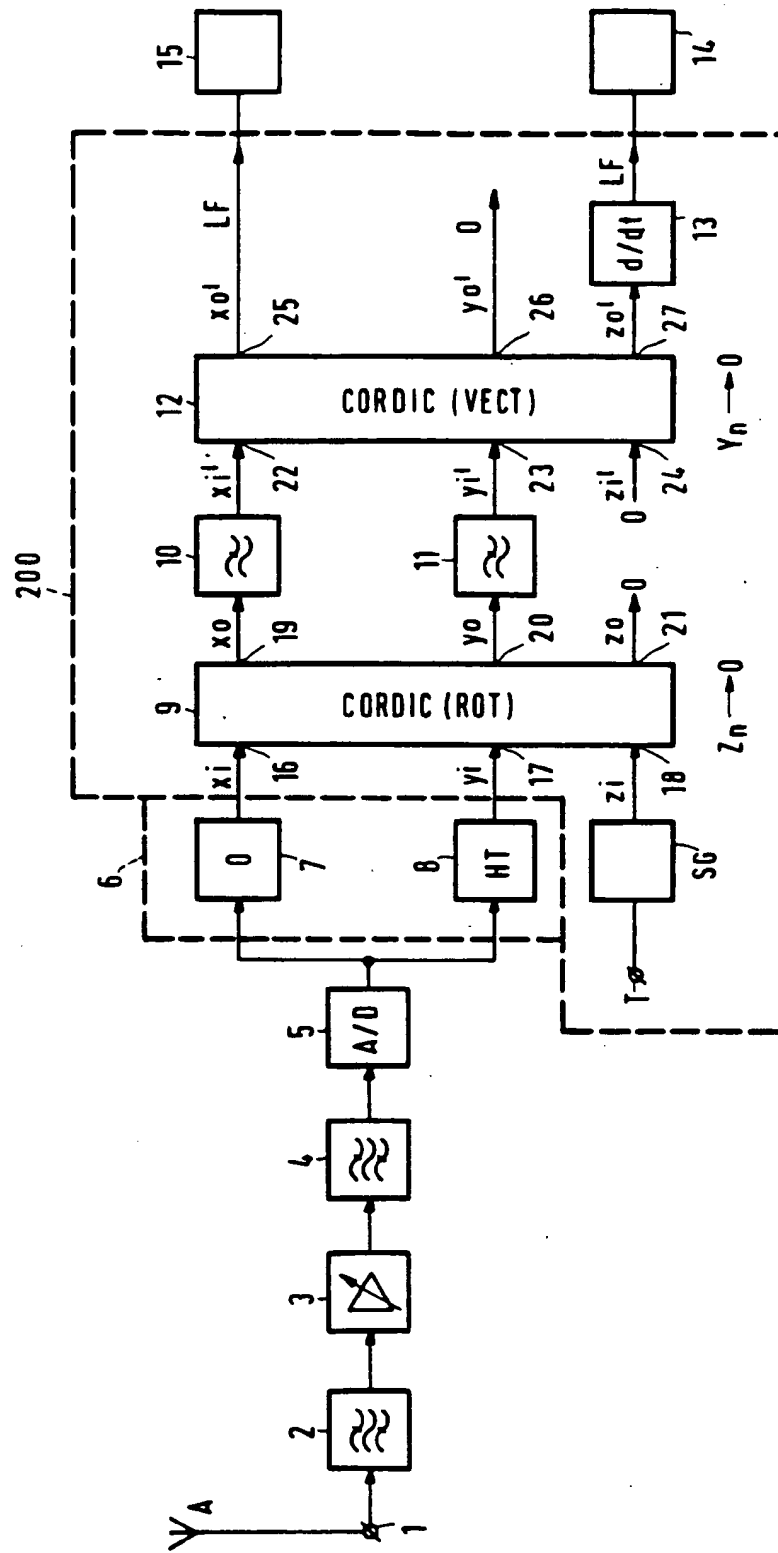 200
6
9
10
12
15
A
0
7
xi
16
xo
19
xi'
22
xo'
25
LF
1
2
3
4
5
A/D
CORDIC (ROT)
CORDIC (VECT)
8
HT
yi
17
yo
20
11
yi'
23
yo'
26
0
T
SG
zi
18
zo
21
0
0
zi'
24
zo'
27
d/dt
13
LF
14
Zn → 0
Yn → 0